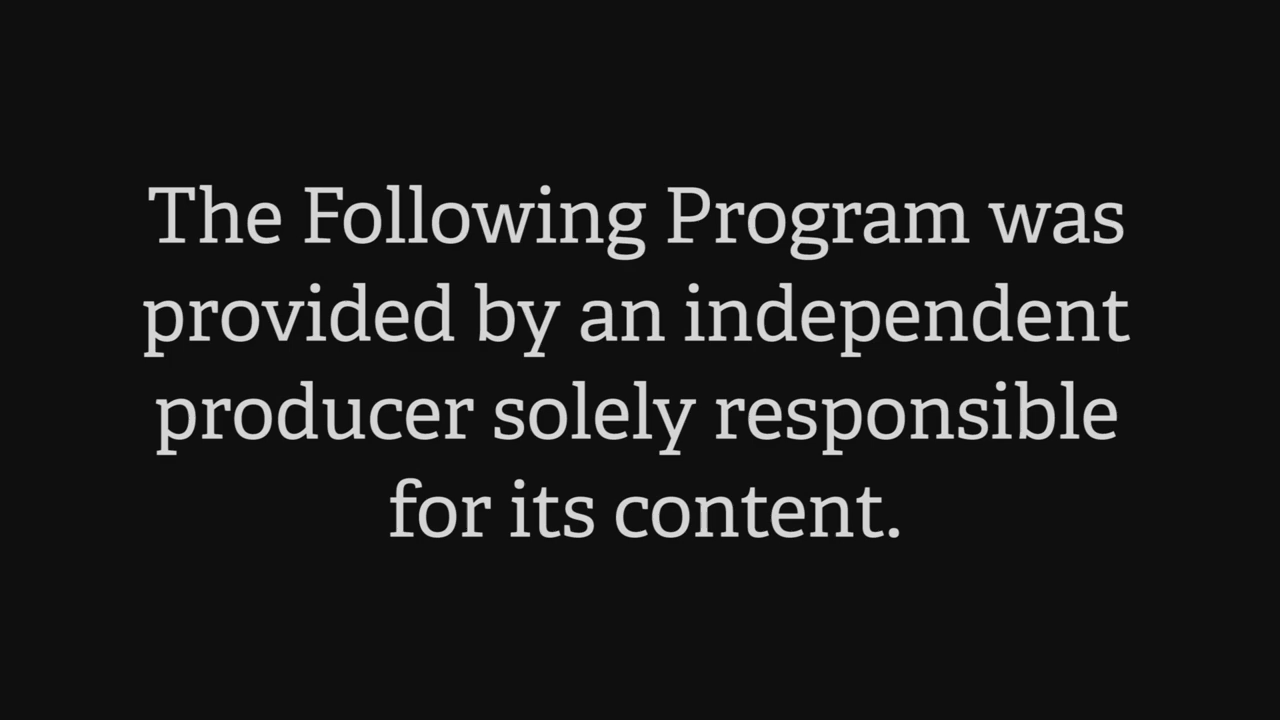 The Following Program was
provided by an independent
producer solely responsible
for its content.